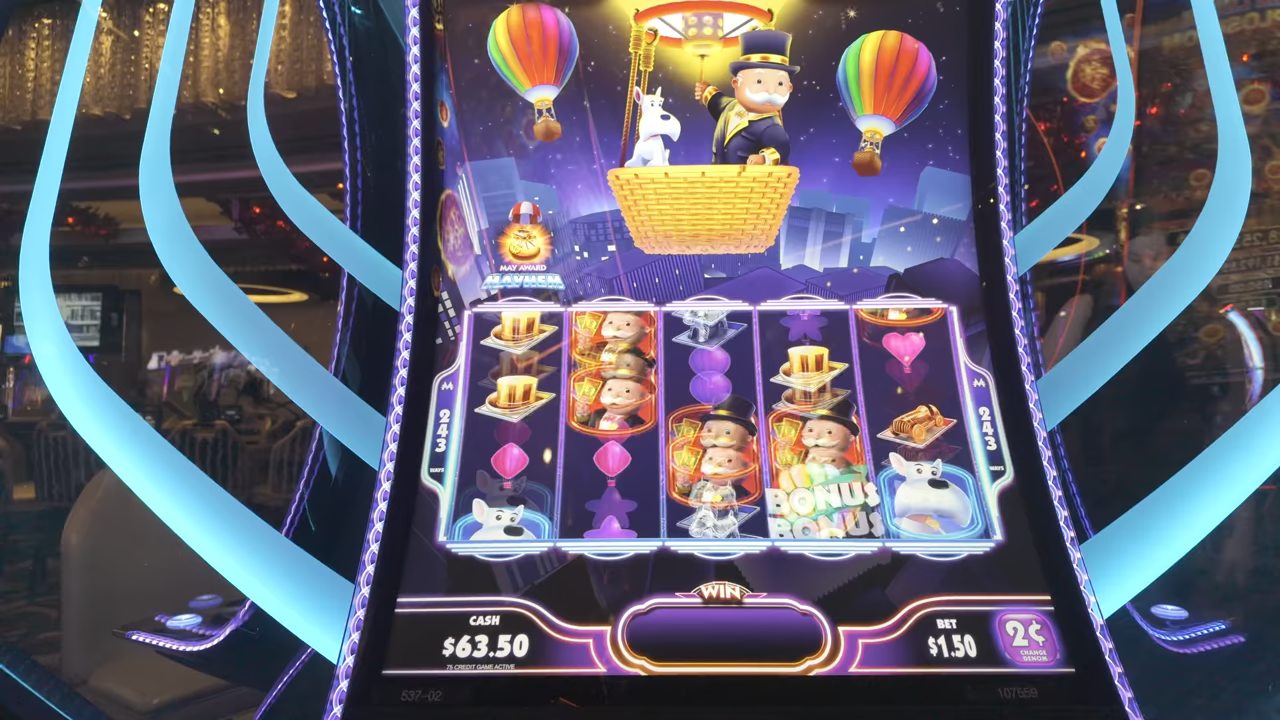 MAY AWARD
MAYHEM
243
WAYS
243
WAYS
BONUS
BONUS
WIN
CASH
$63.50
75 CREDIT GAME ACTIVE
BET
$1.50
2¢
CHANGE
DENOM
537-02
107559